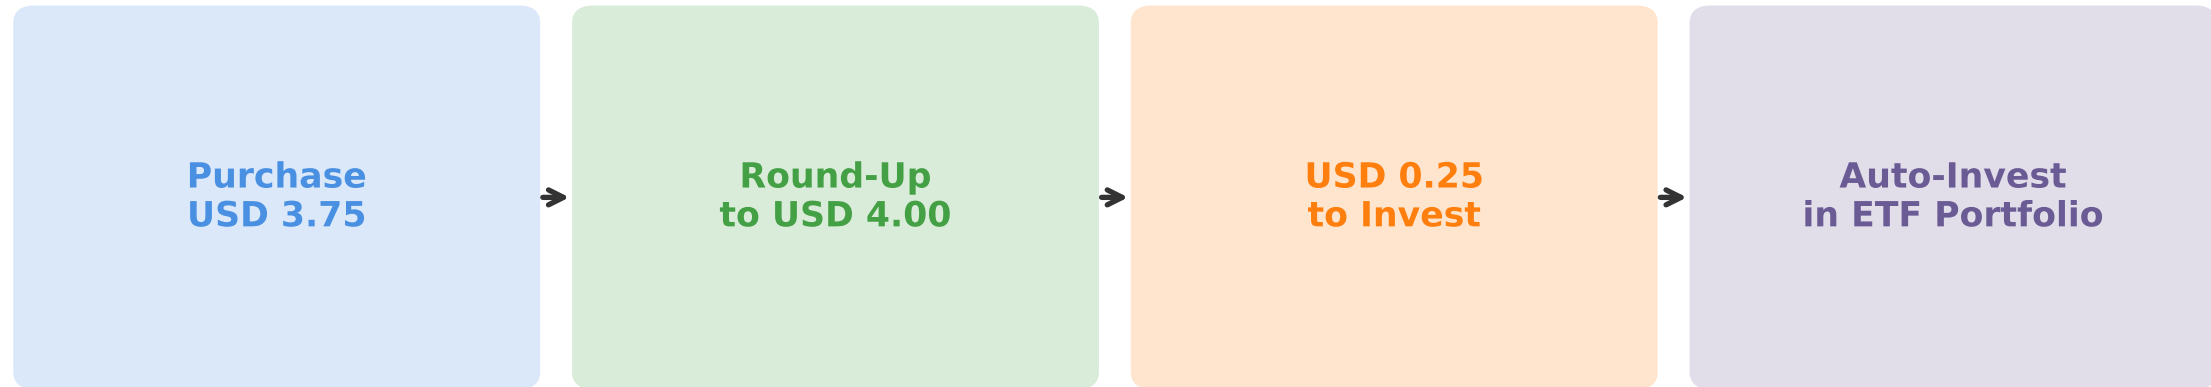 Purchase
USD 3.75
Round-Up
to USD 4.00
USD 0.25
to Invest
Auto-Invest
in ETF Portfolio